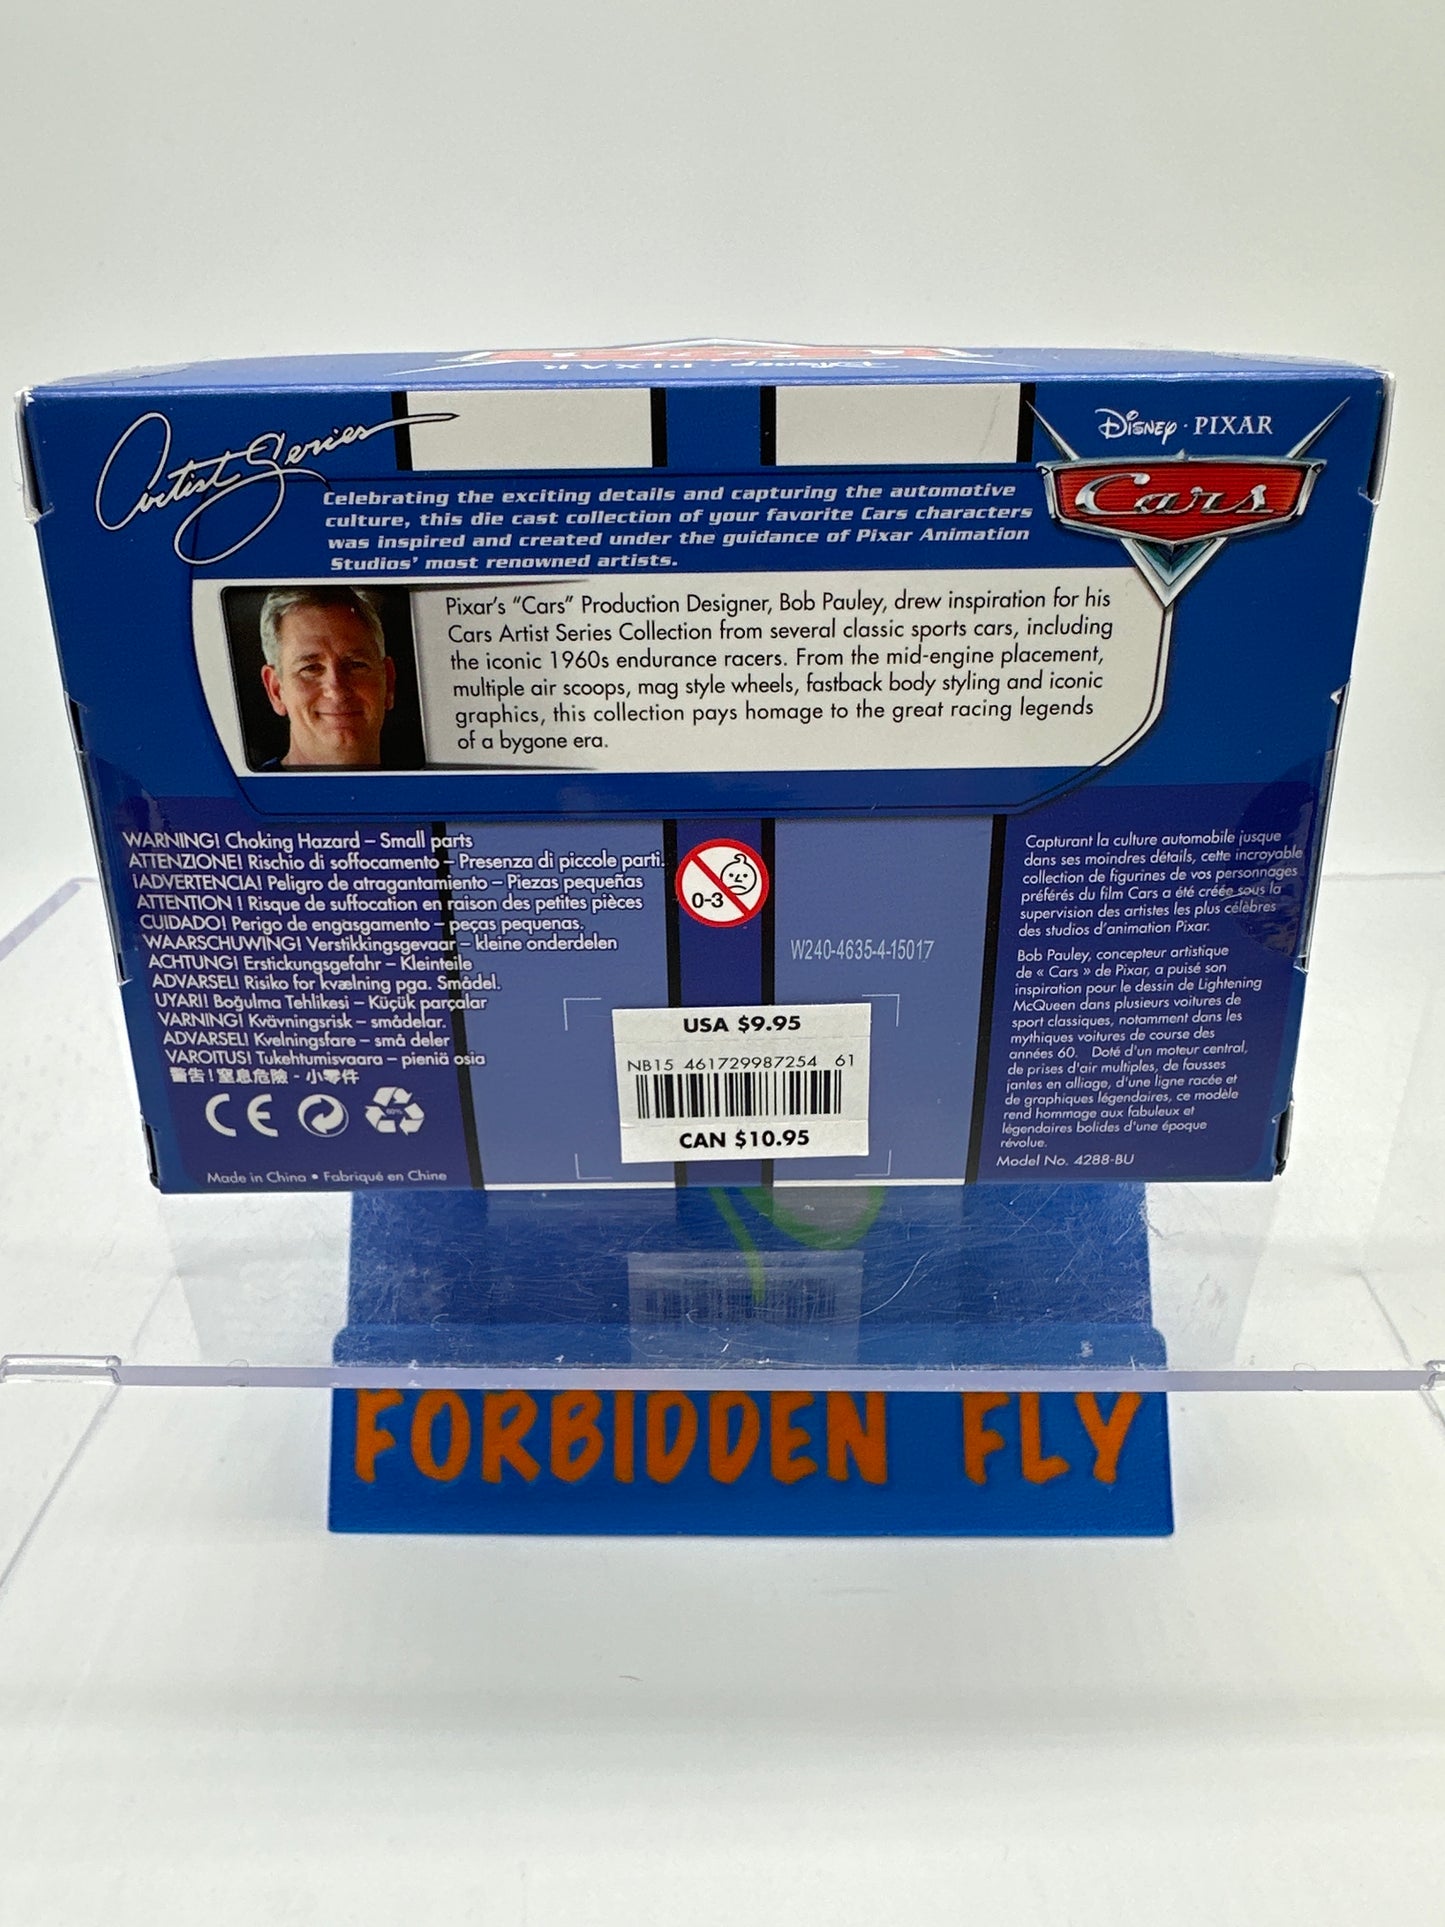 Disney · PIXAR
Artist Series
Disney · PIXAR
Cars
Celebrating the exciting details and capturing the automotive
culture, this die cast collection of your favorite Cars characters
was inspired and created under the guidance of Pixar Animation
Studios' most renowned artists.
Pixar's "Cars" Production Designer, Bob Pauley, drew inspiration for his
Cars Artist Series Collection from several classic sports cars, including
the iconic 1960s endurance racers. From the mid-engine placement,
multiple air scoops, mag style wheels, fastback body styling and iconic
graphics, this collection pays homage to the great racing legends
of a bygone era.
WARNING! Choking Hazard – Small parts
ATTENZIONE! Rischio di soffocamento – Presenza di piccole parti.
¡ADVERTENCIA! Peligro de atragantamiento – Piezas pequeñas
ATTENTION ! Risque de suffocation en raison des petites pièces
CUIDADO! Perigo de engasgamento – peças pequenas.
WAARSCHUWING! Verstikkingsgevaar – kleine onderdelen
ACHTUNG! Erstickungsgefahr – Kleinteile
ADVARSEL! Risiko for kvælning pga. Smådel.
UYARI! Boğulma Tehlikesi – Küçük parçalar
VARNING! Kvävningsrisk – smådelar.
ADVARSEL! Kvelningsfare – små deler
VAROITUS! Tukehtumisvaara – pieniä osia
警告！窒息危險 - 小零件
CE
60%
Made in China • Fabriqué en Chine
0-3
W240-4635-4-15017
USA $9.95
NB15 461729987254 61
CAN $10.95
Capturant la culture automobile jusque
dans ses moindres détails, cette incroyable
collection de figurines de vos personnages
préférés du film Cars a été créée sous la
supervision des artistes les plus célèbres
des studios d'animation Pixar.
Bob Pauley, concepteur artistique
de « Cars » de Pixar, a puisé son
inspiration pour le dessin de Lightening
McQueen dans plusieurs voitures de
sport classiques, notamment dans les
mythiques voitures de course des
années 60. Doté d'un moteur central,
de prises d'air multiples, de fausses
jantes en alliage, d'une ligne racée et
de graphiques légendaires, ce modèle
rend hommage aux fabuleux et
légendaires bolides d'une époque
révolue.
Model No. 4288-BU
FORBIDDEN FLY